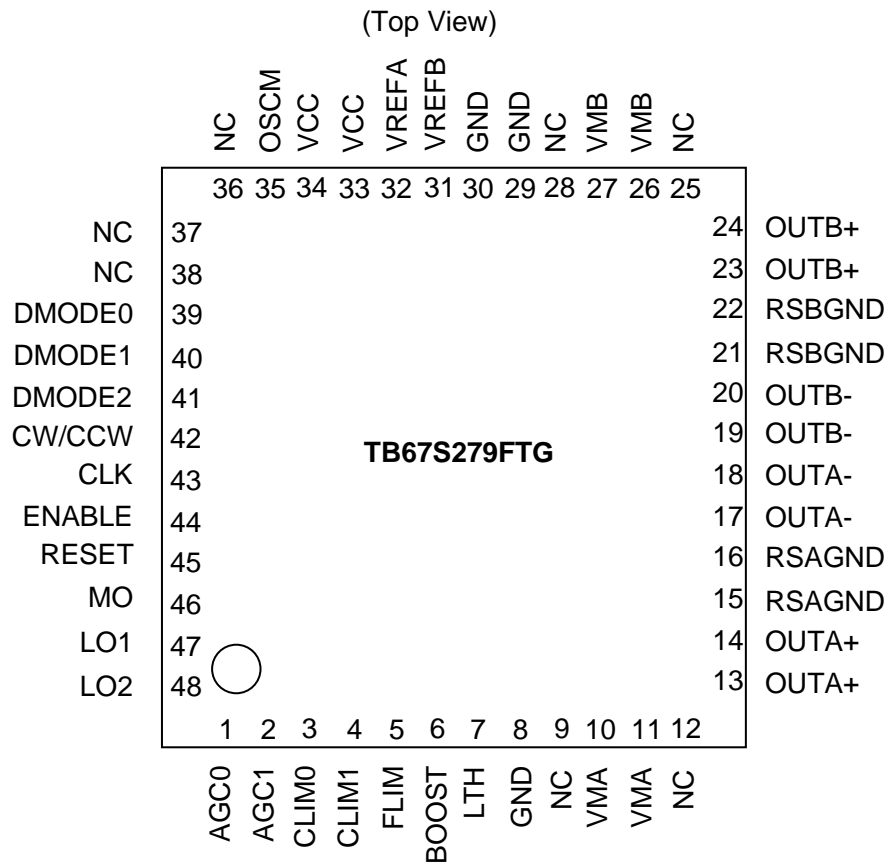 (Top View)
NC OSCM VCC VCC VREFA VREFB GND GND NC VMB VMB NC
36 35 34 33 32 31 30 29 28 27 26 25
NC 37
NC 38
DMODE0 39
DMODE1 40
DMODE2 41
CW/CCW 42
CLK 43
ENABLE 44
RESET 45
MO 46
LO1 47
LO2 48
TB67S279FTG
24 OUTB+
23 OUTB+
22 RSBGND
21 RSBGND
20 OUTB-
19 OUTB-
18 OUTA-
17 OUTA-
16 RSAGND
15 RSAGND
14 OUTA+
13 OUTA+
1 2 3 4 5 6 7 8 9 10 11 12
AGC0 AGC1 CLIM0 CLIM1 FLIM BOOST LTH GND NC VMA VMA NC